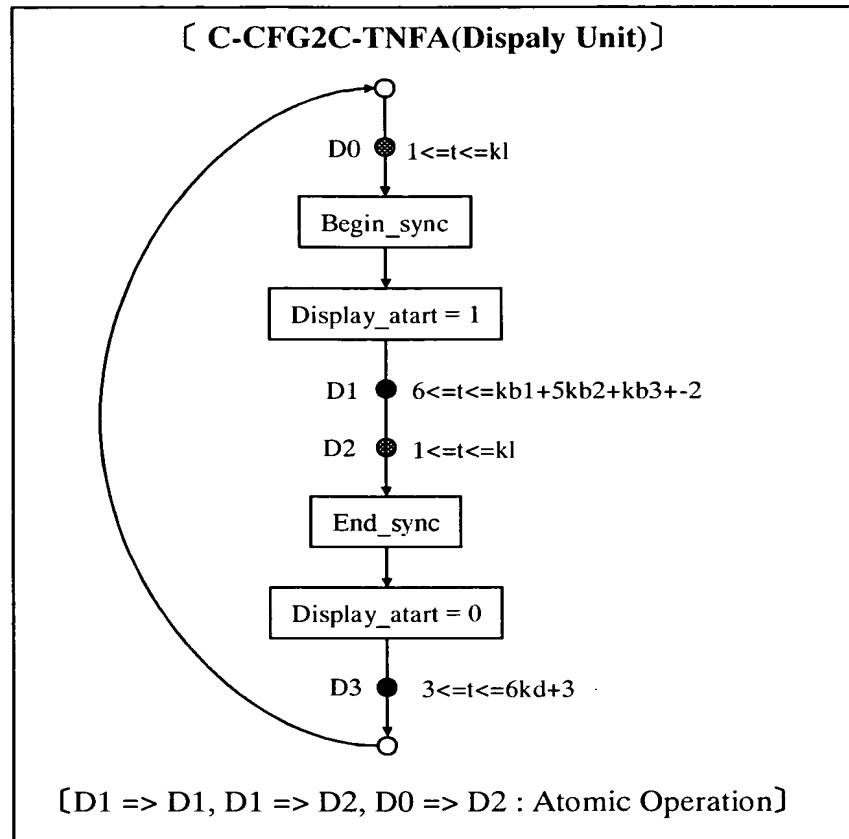 〔 C-CFG2C-TNFA(Dispaly Unit)〕
D0 1<=t<=kl
Begin_sync
Display_atart = 1
D1 6<=t<=kb1+5kb2+kb3+-2
D2 1<=t<=kl
End_sync
Display_atart = 0
D3 3<=t<=6kd+3
〔D1 => D1, D1 => D2, D0 => D2 : Atomic Operation〕